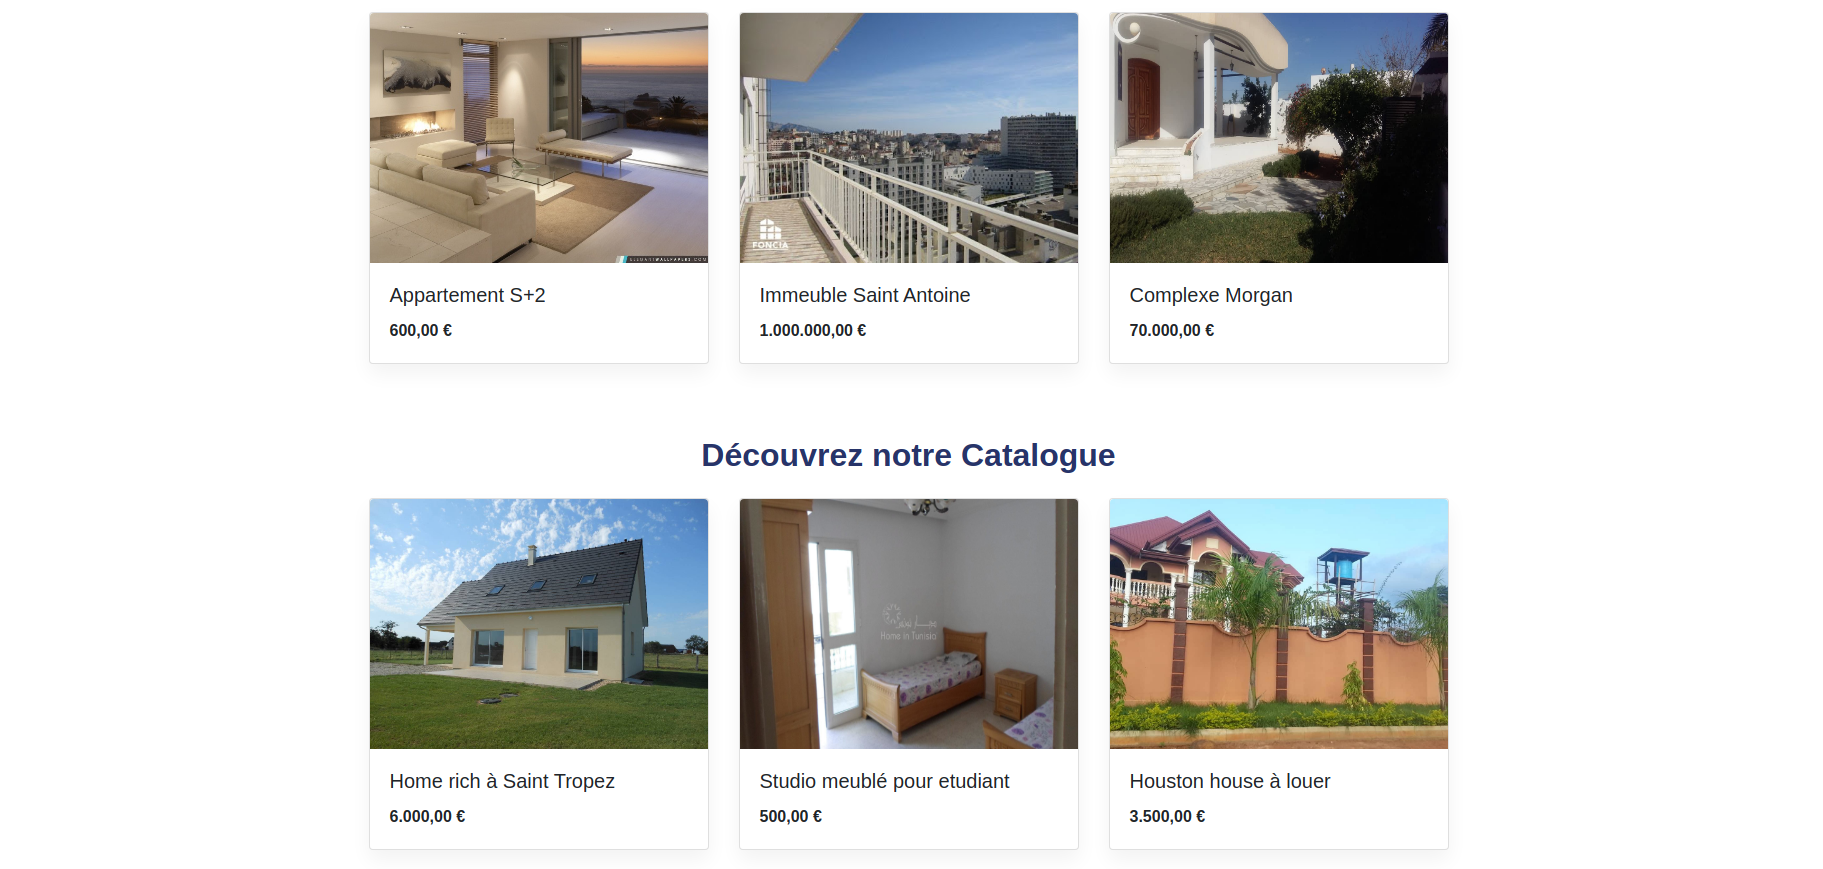 ELEGANTWALLPAPERS.COM
FONCIA
Appartement S+2
600,00 €
Immeuble Saint Antoine
1.000.000,00 €
Complexe Morgan
70.000,00 €
Découvrez notre Catalogue
Home in Tunisia
Home rich à Saint Tropez
6.000,00 €
Studio meublé pour etudiant
500,00 €
Houston house à louer
3.500,00 €